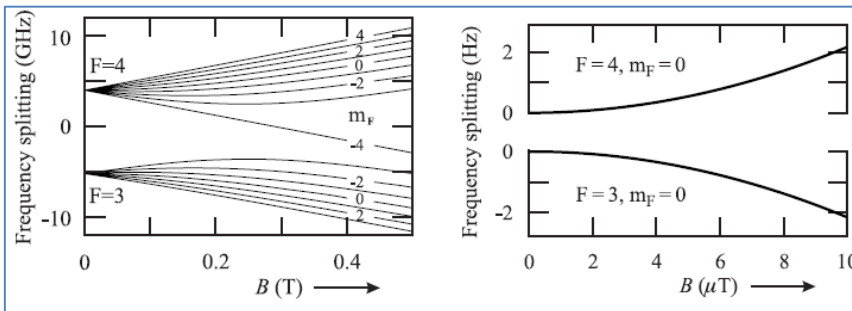 Frequency splitting (GHz)
10
0
-10
F=4
F=3
4
2
0
-2
m_F
-4
-2
0
2
0
0.2
0.4
B (T)
Frequency splitting (Hz)
2
0
0
-2
F = 4, m_F = 0
F = 3, m_F = 0
0
2
4
6
8
10
B (μT)